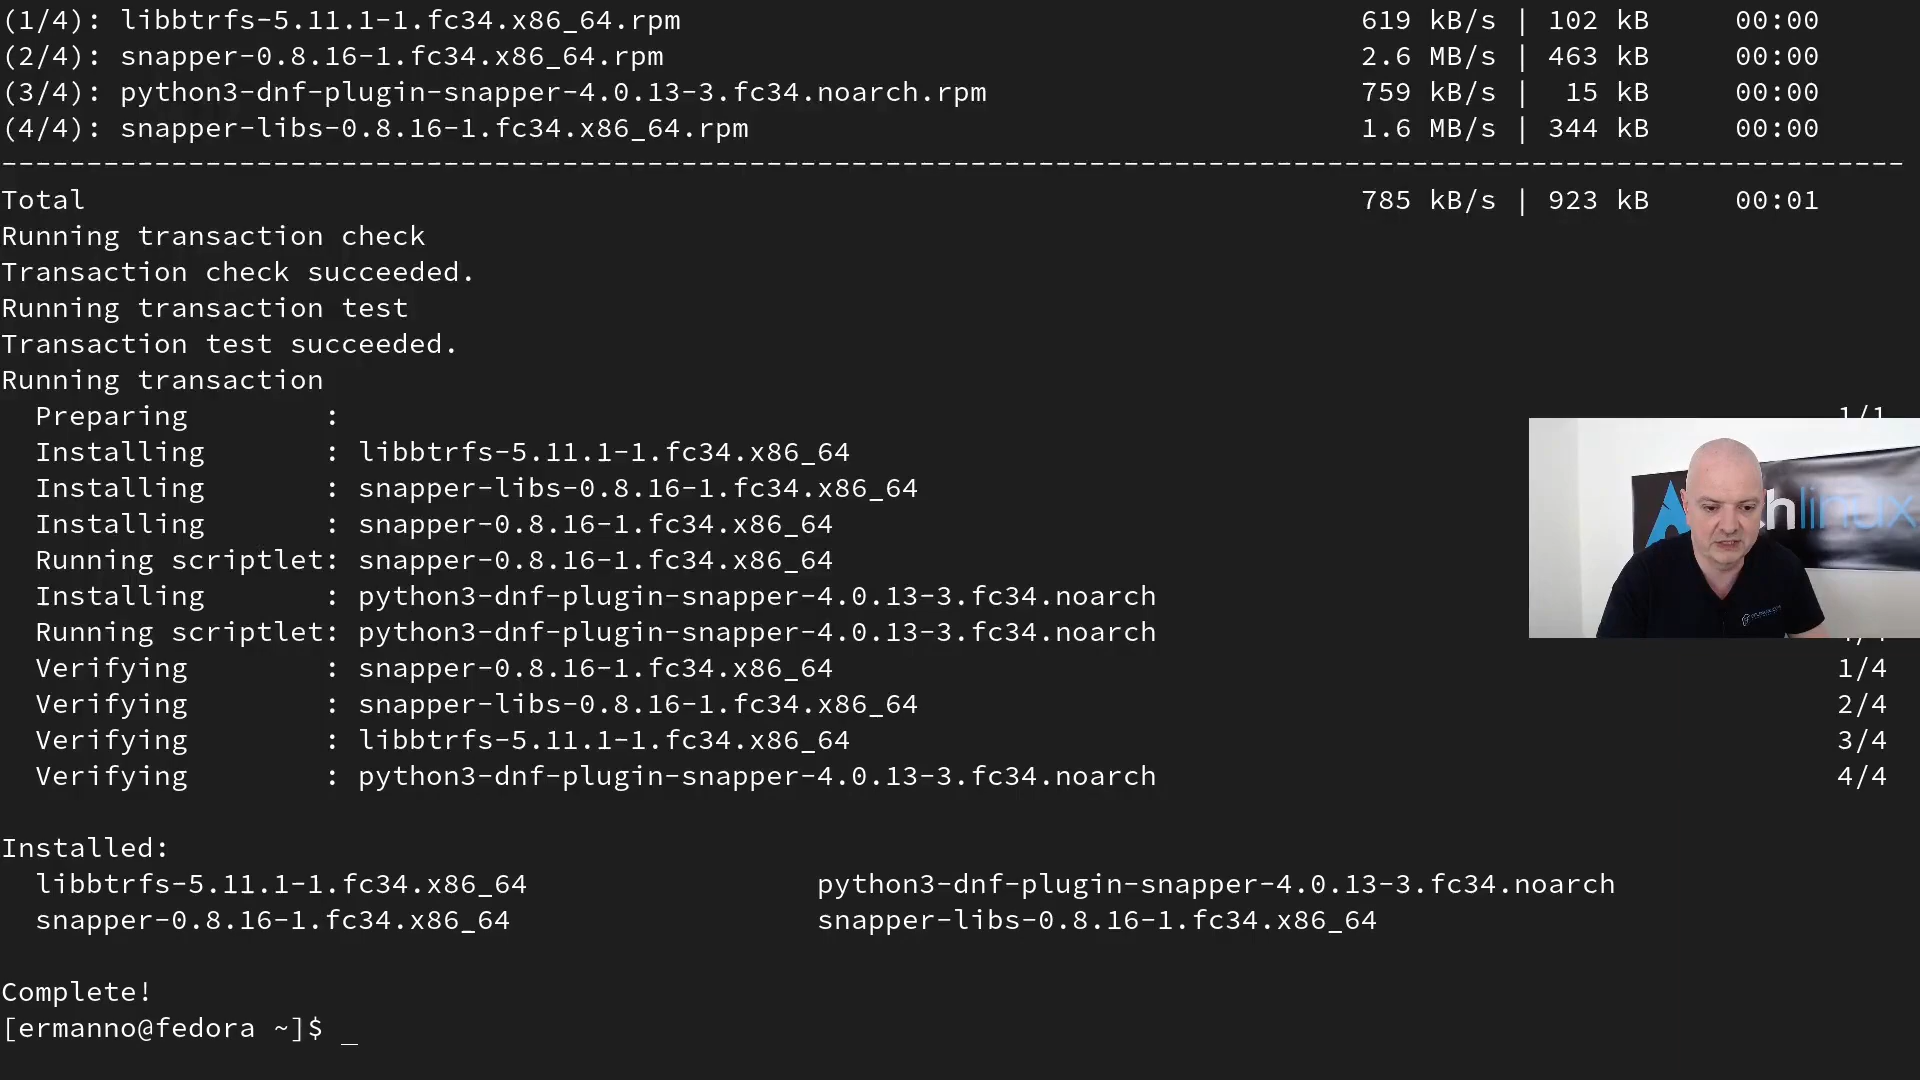 (1/4): libbtrfs-5.11.1-1.fc34.x86_64.rpm 619 kB/s | 102 kB 00:00
(2/4): snapper-0.8.16-1.fc34.x86_64.rpm 2.6 MB/s | 463 kB 00:00
(3/4): python3-dnf-plugin-snapper-4.0.13-3.fc34.noarch.rpm 759 kB/s | 15 kB 00:00
(4/4): snapper-libs-0.8.16-1.fc34.x86_64.rpm 1.6 MB/s | 344 kB 00:00
Total 785 kB/s | 923 kB 00:01
Running transaction check
Transaction check succeeded.
Running transaction test
Transaction test succeeded.
Running transaction
Preparing : 1/1
Installing : libbtrfs-5.11.1-1.fc34.x86_64
Installing : snapper-libs-0.8.16-1.fc34.x86_64
Installing : snapper-0.8.16-1.fc34.x86_64
Running scriptlet: snapper-0.8.16-1.fc34.x86_64
Installing : python3-dnf-plugin-snapper-4.0.13-3.fc34.noarch
Running scriptlet: python3-dnf-plugin-snapper-4.0.13-3.fc34.noarch
Verifying : snapper-0.8.16-1.fc34.x86_64 1/4
Verifying : snapper-libs-0.8.16-1.fc34.x86_64 2/4
Verifying : libbtrfs-5.11.1-1.fc34.x86_64 3/4
Verifying : python3-dnf-plugin-snapper-4.0.13-3.fc34.noarch 4/4
Installed:
libbtrfs-5.11.1-1.fc34.x86_64 python3-dnf-plugin-snapper-4.0.13-3.fc34.noarch
snapper-0.8.16-1.fc34.x86_64 snapper-libs-0.8.16-1.fc34.x86_64
Complete!
[ermanno@fedora ~]$ _
hlinux